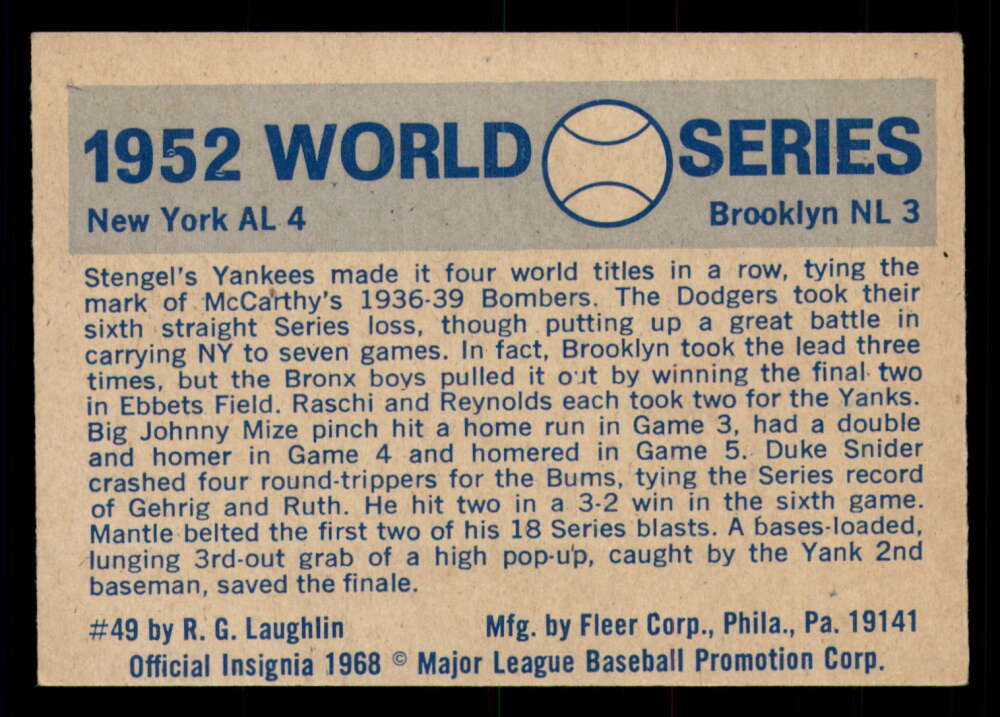 1952 WORLD SERIES
New York AL 4 Brooklyn NL 3
Stengel's Yankees made it four world titles in a row, tying the
mark of McCarthy's 1936-39 Bombers. The Dodgers took their
sixth straight Series loss, though putting up a great battle in
carrying NY to seven games. In fact, Brooklyn took the lead three
times, but the Bronx boys pulled it out by winning the final two
in Ebbets Field. Raschi and Reynolds each took two for the Yanks.
Big Johnny Mize pinch hit a home run in Game 3, had a double
and homer in Game 4 and homered in Game 5. Duke Snider
crashed four round-trippers for the Bums, tying the Series record
of Gehrig and Ruth. He hit two in a 3-2 win in the sixth game.
Mantle belted the first two of his 18 Series blasts. A bases-loaded,
lunging 3rd-out grab of a high pop-up, caught by the Yank 2nd
baseman, saved the finale.
#49 by R. G. Laughlin Mfg. by Fleer Corp., Phila., Pa. 19141
Official Insignia 1968 © Major League Baseball Promotion Corp.